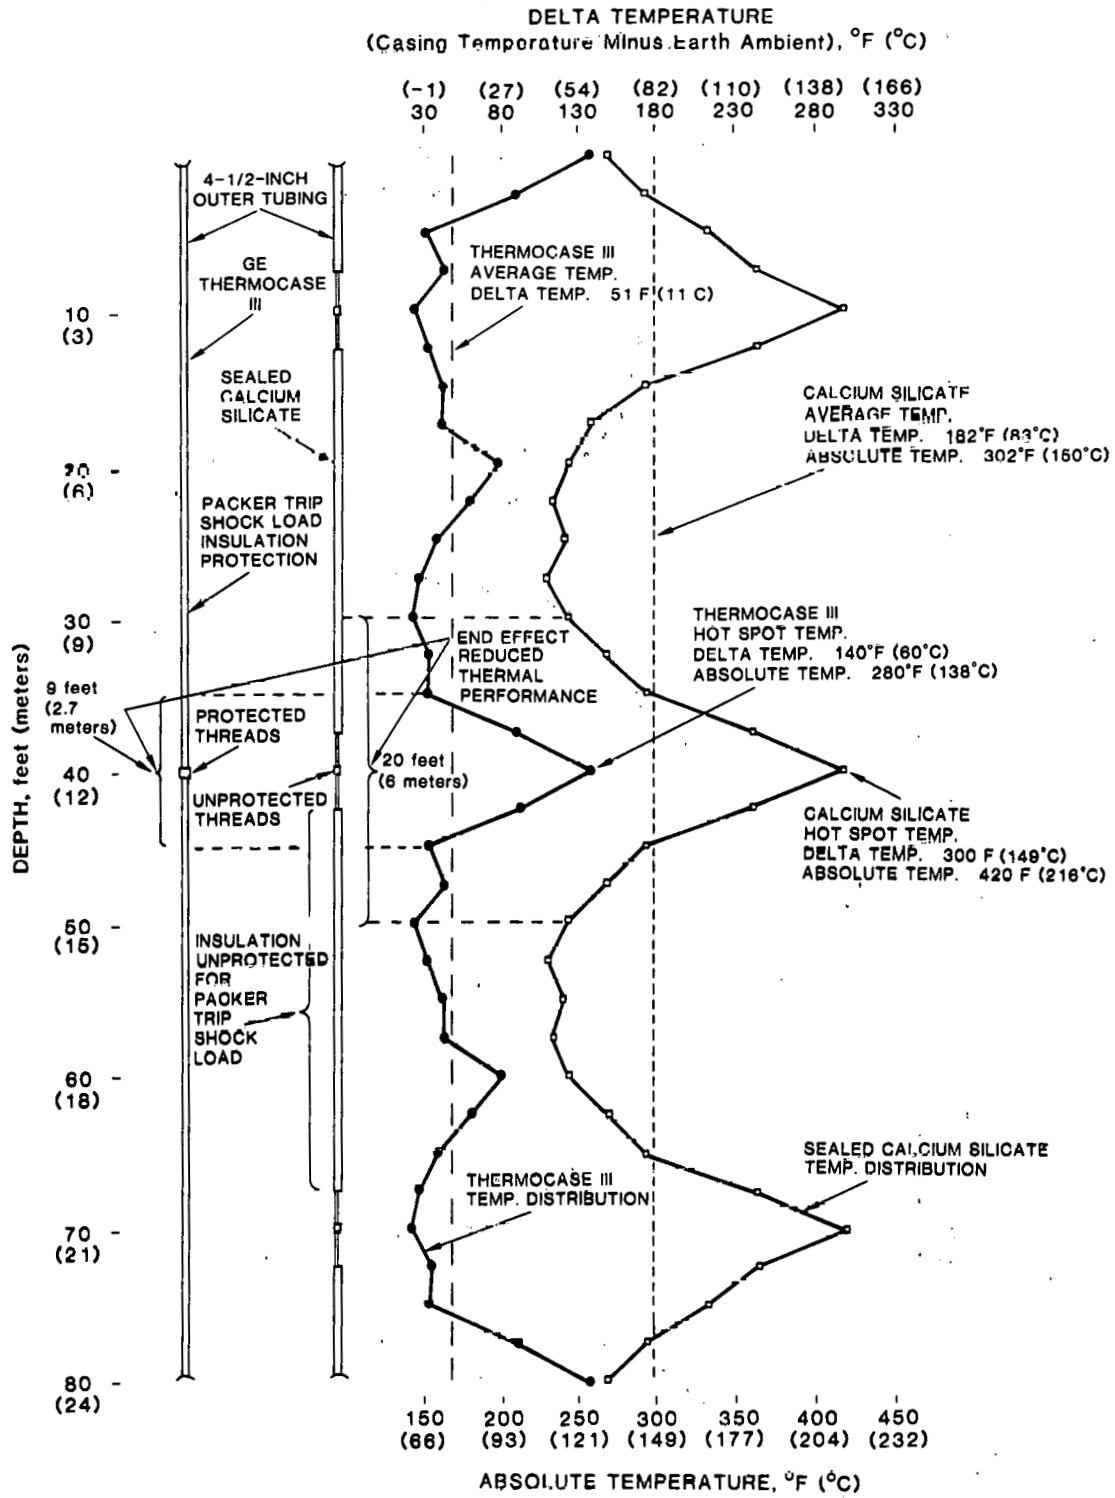 DELTA TEMPERATURE
(Casing Temperature Minus Earth Ambient), °F (°C)
(-1) (27) (54) (82) (110) (138) (166)
30 80 130 180 230 280 330
4-1/2-INCH
OUTER TUBING
GE
THERMOCASE
III
THERMOCASE III
AVERAGE TEMP.
DELTA TEMP. 51 F (11 C)
10
(3)
SEALED
CALCIUM
SILICATE
CALCIUM SILICATE
AVERAGE TEMP.
DELTA TEMP. 182°F (83°C)
ABSOLUTE TEMP. 302°F (150°C)
20
(6)
PACKER TRIP
SHOCK LOAD
INSULATION
PROTECTION
30
(9)
END EFFECT
REDUCED
THERMAL
PERFORMANCE
THERMOCASE III
HOT SPOT TEMP.
DELTA TEMP. 140°F (60°C)
ABSOLUTE TEMP. 280°F (138°C)
DEPTH, feet (meters)
9 feet
(2.7
meters)
PROTECTED
THREADS
20 feet
(6 meters)
40
(12)
UNPROTECTED
THREADS
CALCIUM SILICATE
HOT SPOT TEMP.
DELTA TEMP. 300 F (149°C)
ABSOLUTE TEMP. 420 F (216°C)
50
(15)
INSULATION
UNPROTECTED
FOR
PACKER
TRIP
SHOCK
LOAD
60
(18)
SEALED CALCIUM SILICATE
TEMP. DISTRIBUTION
THERMOCASE III
TEMP. DISTRIBUTION
70
(21)
80
(24)
150 200 250 300 350 400 450
(66) (93) (121) (149) (177) (204) (232)
ABSOLUTE TEMPERATURE, °F (°C)